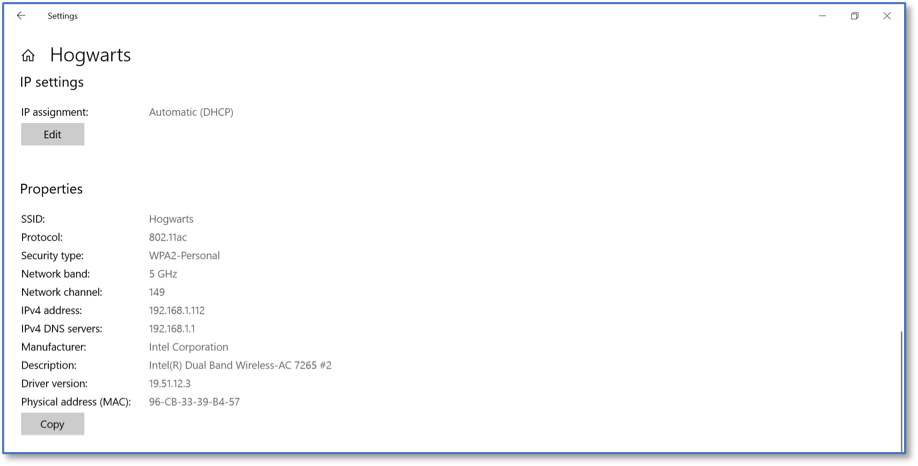 Settings
Hogwarts
IP settings
IP assignment: Automatic (DHCP)
Edit
Properties
SSID: Hogwarts
Protocol: 802.11ac
Security type: WPA2-Personal
Network band: 5 GHz
Network channel: 149
IPv4 address: 192.168.1.112
IPv4 DNS servers: 192.168.1.1
Manufacturer: Intel Corporation
Description: Intel(R) Dual Band Wireless-AC 7265 #2
Driver version: 19.51.12.3
Physical address (MAC): 96-CB-33-39-B4-57
Copy